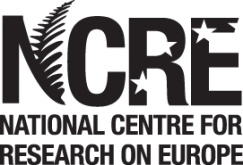 NCRE
NATIONAL CENTRE FOR
RESEARCH ON EUROPE